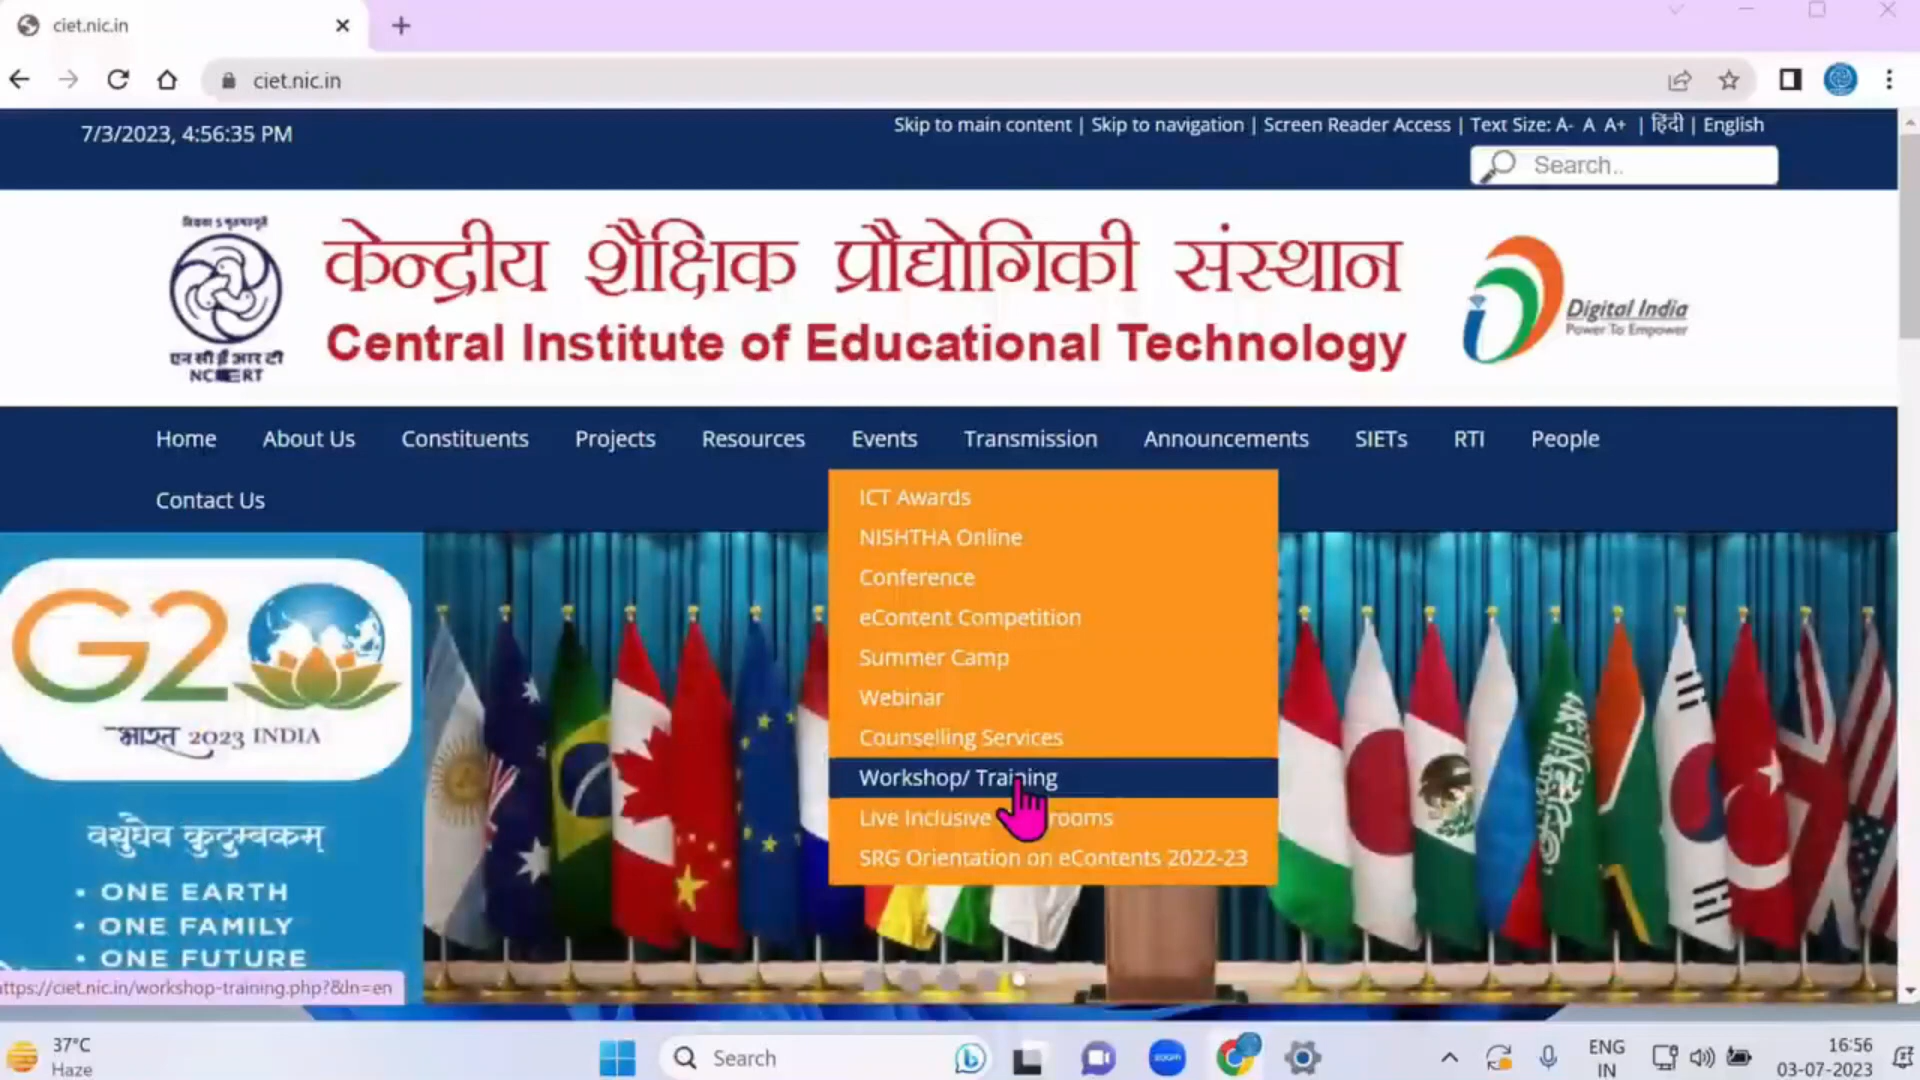 ciet.nic.in
ciet.nic.in
7/3/2023, 4:56:35 PM
Skip to main content | Skip to navigation | Screen Reader Access | Text Size: A- A A+ | हिंदी | English
Search..
एन सी ई आर टी
NCERT
केन्द्रीय शैक्षिक प्रौद्योगिकी संस्थान
Central Institute of Educational Technology
Digital India
Power To Empower
Home About Us Constituents Projects Resources Events Transmission Announcements SIETs RTI People
Contact Us
ICT Awards
NISHTHA Online
Conference
eContent Competition
Summer Camp
Webinar
Counselling Services
Workshop/ Training
Live Inclusive rooms
SRG Orientation on eContents 2022-23
G20
भारत 2023 INDIA
वसुधैव कुटुम्बकम्
• ONE EARTH
• ONE FAMILY
• ONE FUTURE
ttps://ciet.nic.in/workshop-training.php?&ln=en
37°C
Haze
Search
zoom
ENG
IN
16:56
03-07-2023